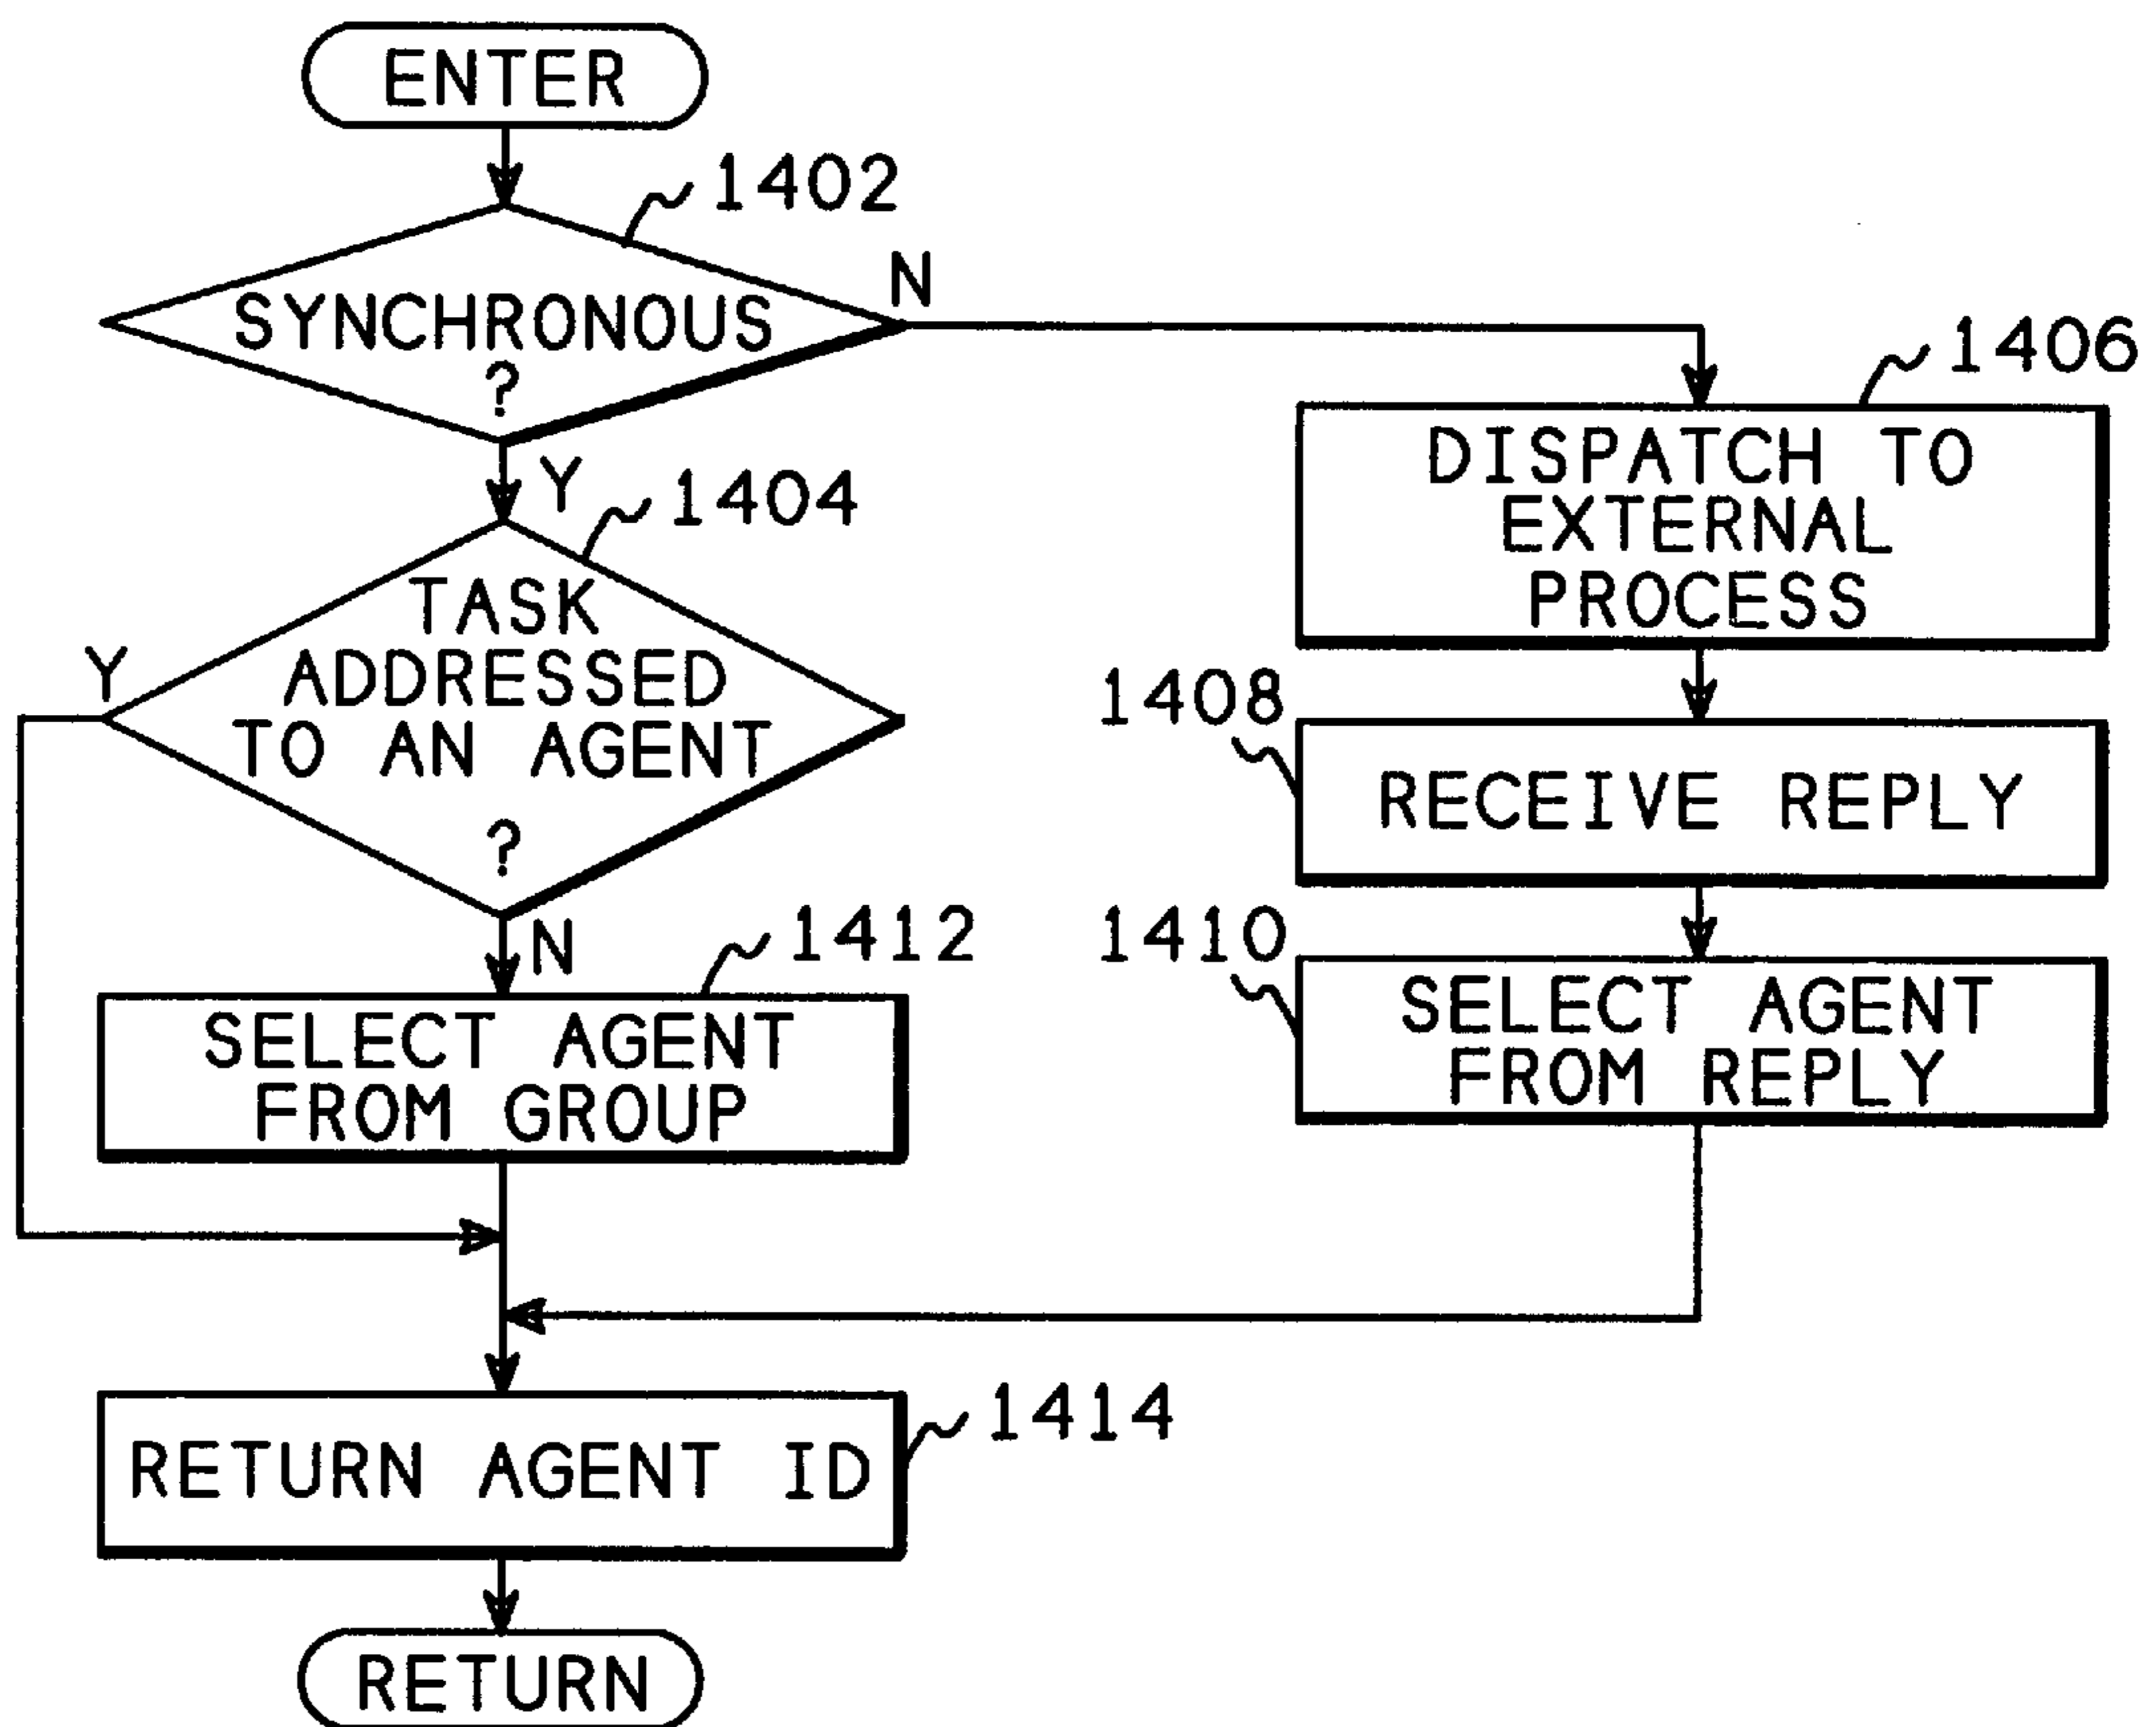 ENTER
1402
SYNCHRONOUS
?
N
Y
1404
TASK
ADDRESSED
TO AN AGENT
?
Y
N
1412
SELECT AGENT
FROM GROUP
1406
DISPATCH TO
EXTERNAL
PROCESS
1408
RECEIVE REPLY
1410
SELECT AGENT
FROM REPLY
1414
RETURN AGENT ID
RETURN